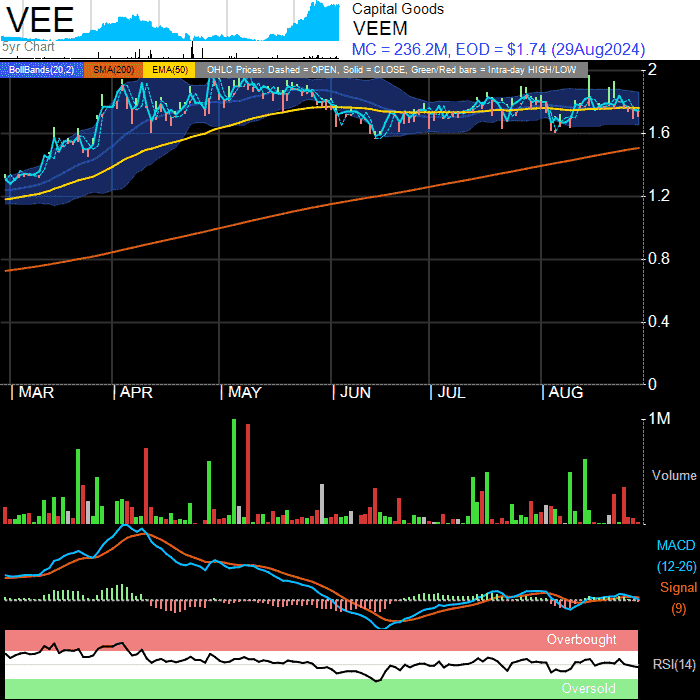 VEE
5yr Chart
Capital Goods
VEEM
MC = 236.2M, EOD = $1.74 (29Aug2024)
BollBands(20,2) SMA(200) EMA(50) OHLC Prices: Dashed = OPEN, Solid = CLOSE, Green/Red bars = Intra-day HIGH/LOW
2
1.6
1.2
0.8
0.4
0
MAR APR MAY JUN JUL AUG
1M
Volume
MACD
(12-26)
Signal
(9)
Overbought
RSI(14)
Oversold